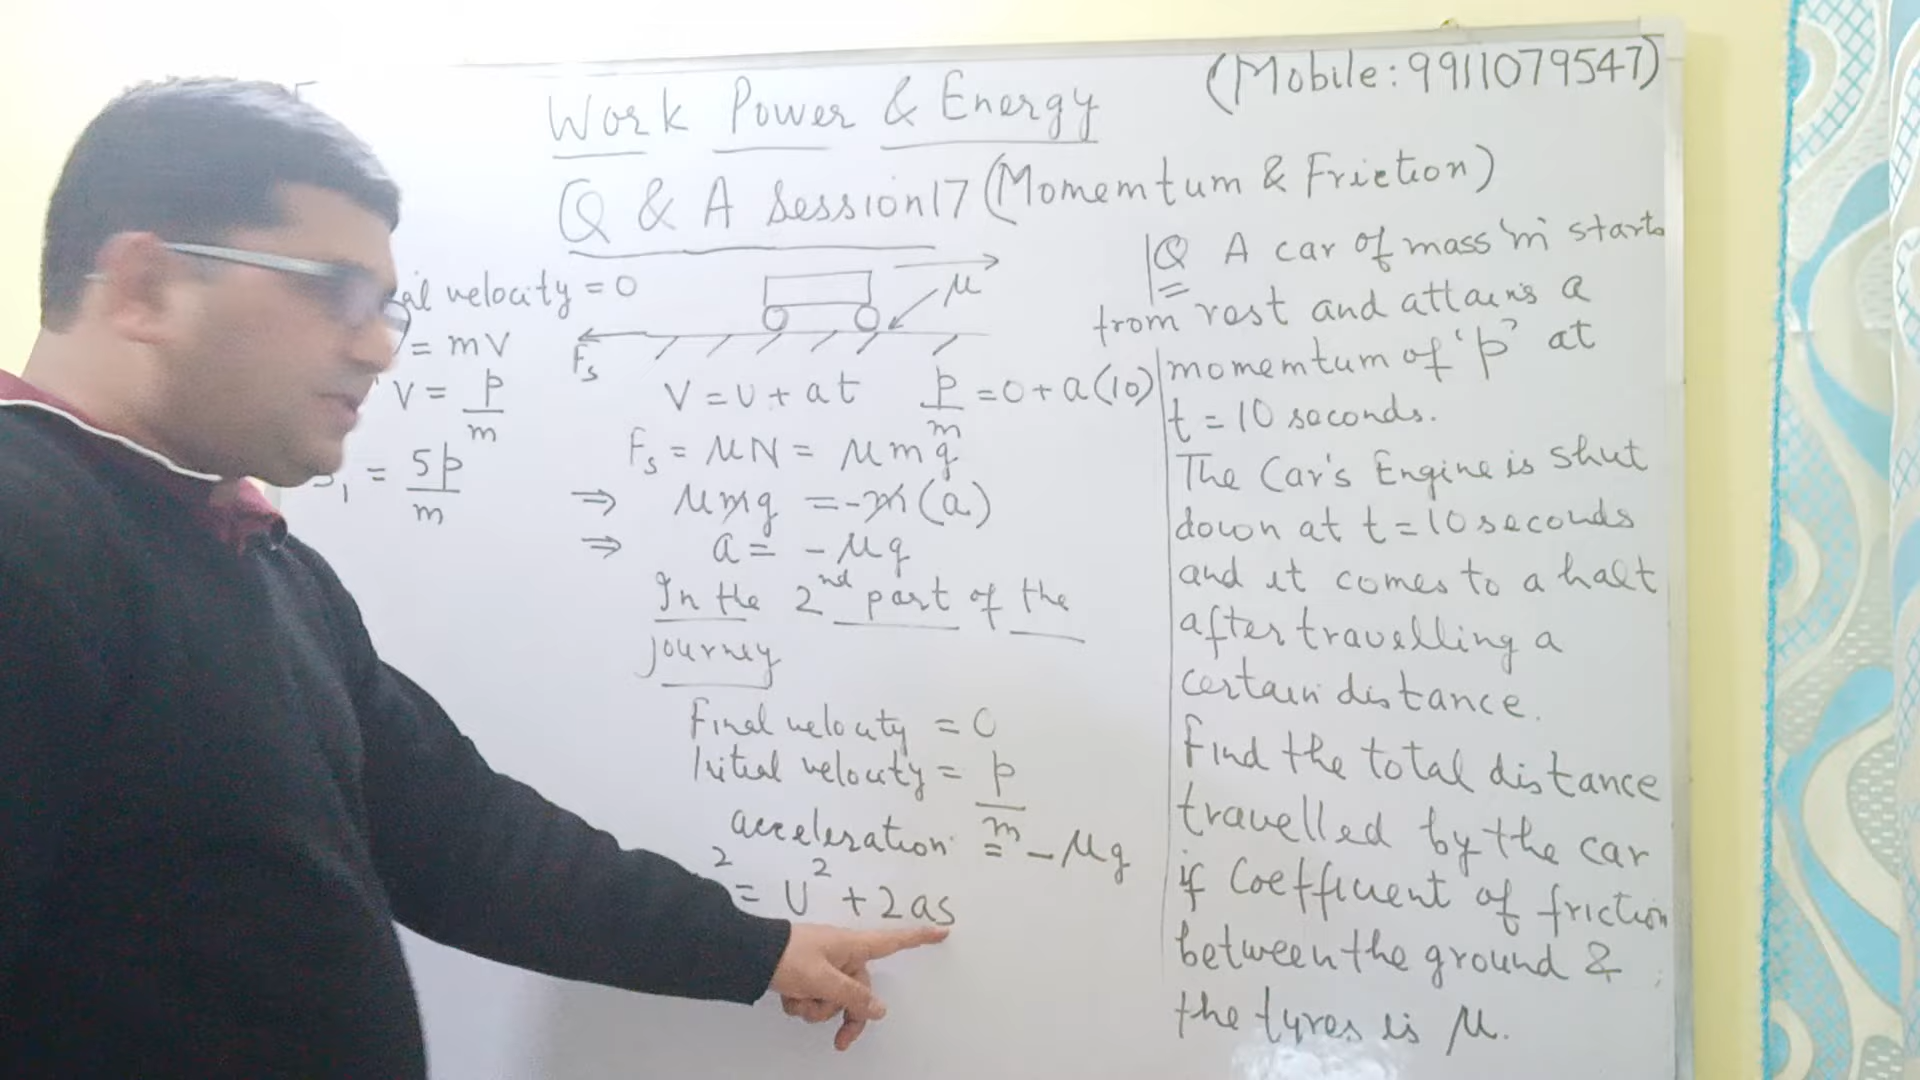 (Mobile: 9911079547)
Work Power & Energy
Q & A Session 17 (Momemtum & Friction)
velocity = 0
= mV
V = p/m
= 5p/m
μ
Fs
V = U + at    p/m = 0 + a(10)
Fs = μN = μmg
⇒ μmg = -m(a)
⇒ a = -μg
In the 2nd part of the
journey
Final velocity = 0
Initial velocity = p/m
acceleration = -μg
2 = U² + 2as
Q A car of mass 'm' starts
from rest and attains a
momemtum of 'p' at
t = 10 seconds.
The Car's Engine is shut
down at t = 10 seconds
and it comes to a halt
after travelling a
certain distance.
Find the total distance
travelled by the car
if Coefficient of friction
between the ground &
the tyres is μ.